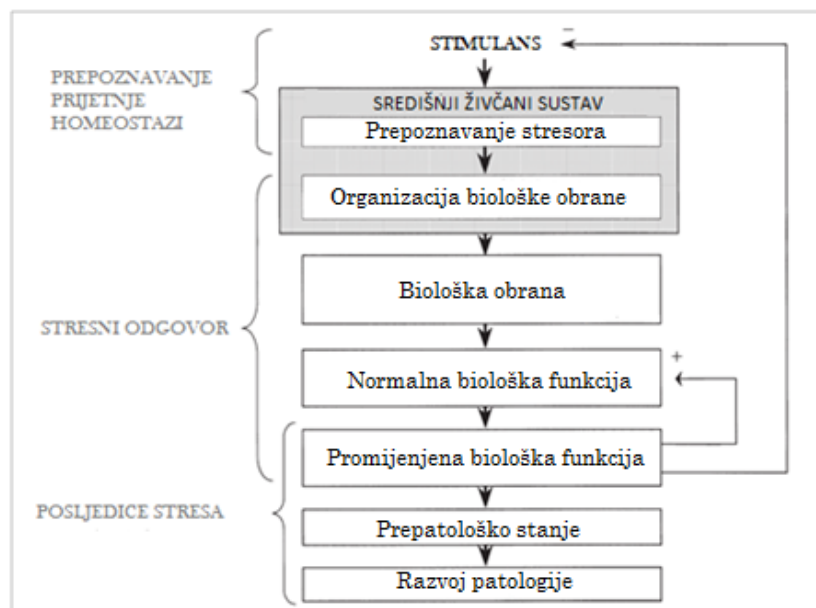 STIMULANS
−
PREPOZNAVANJE
PRIJETNJE
HOMEOSTAZI
SREDIŠNJI ŽIVČANI SUSTAV
Prepoznavanje stresora
Organizacija biološke obrane
Biološka obrana
STRESNI ODGOVOR
Normalna biološka funkcija
+
Promijenjena biološka funkcija
POSLJEDICE STRESA
Prepatološko stanje
Razvoj patologije